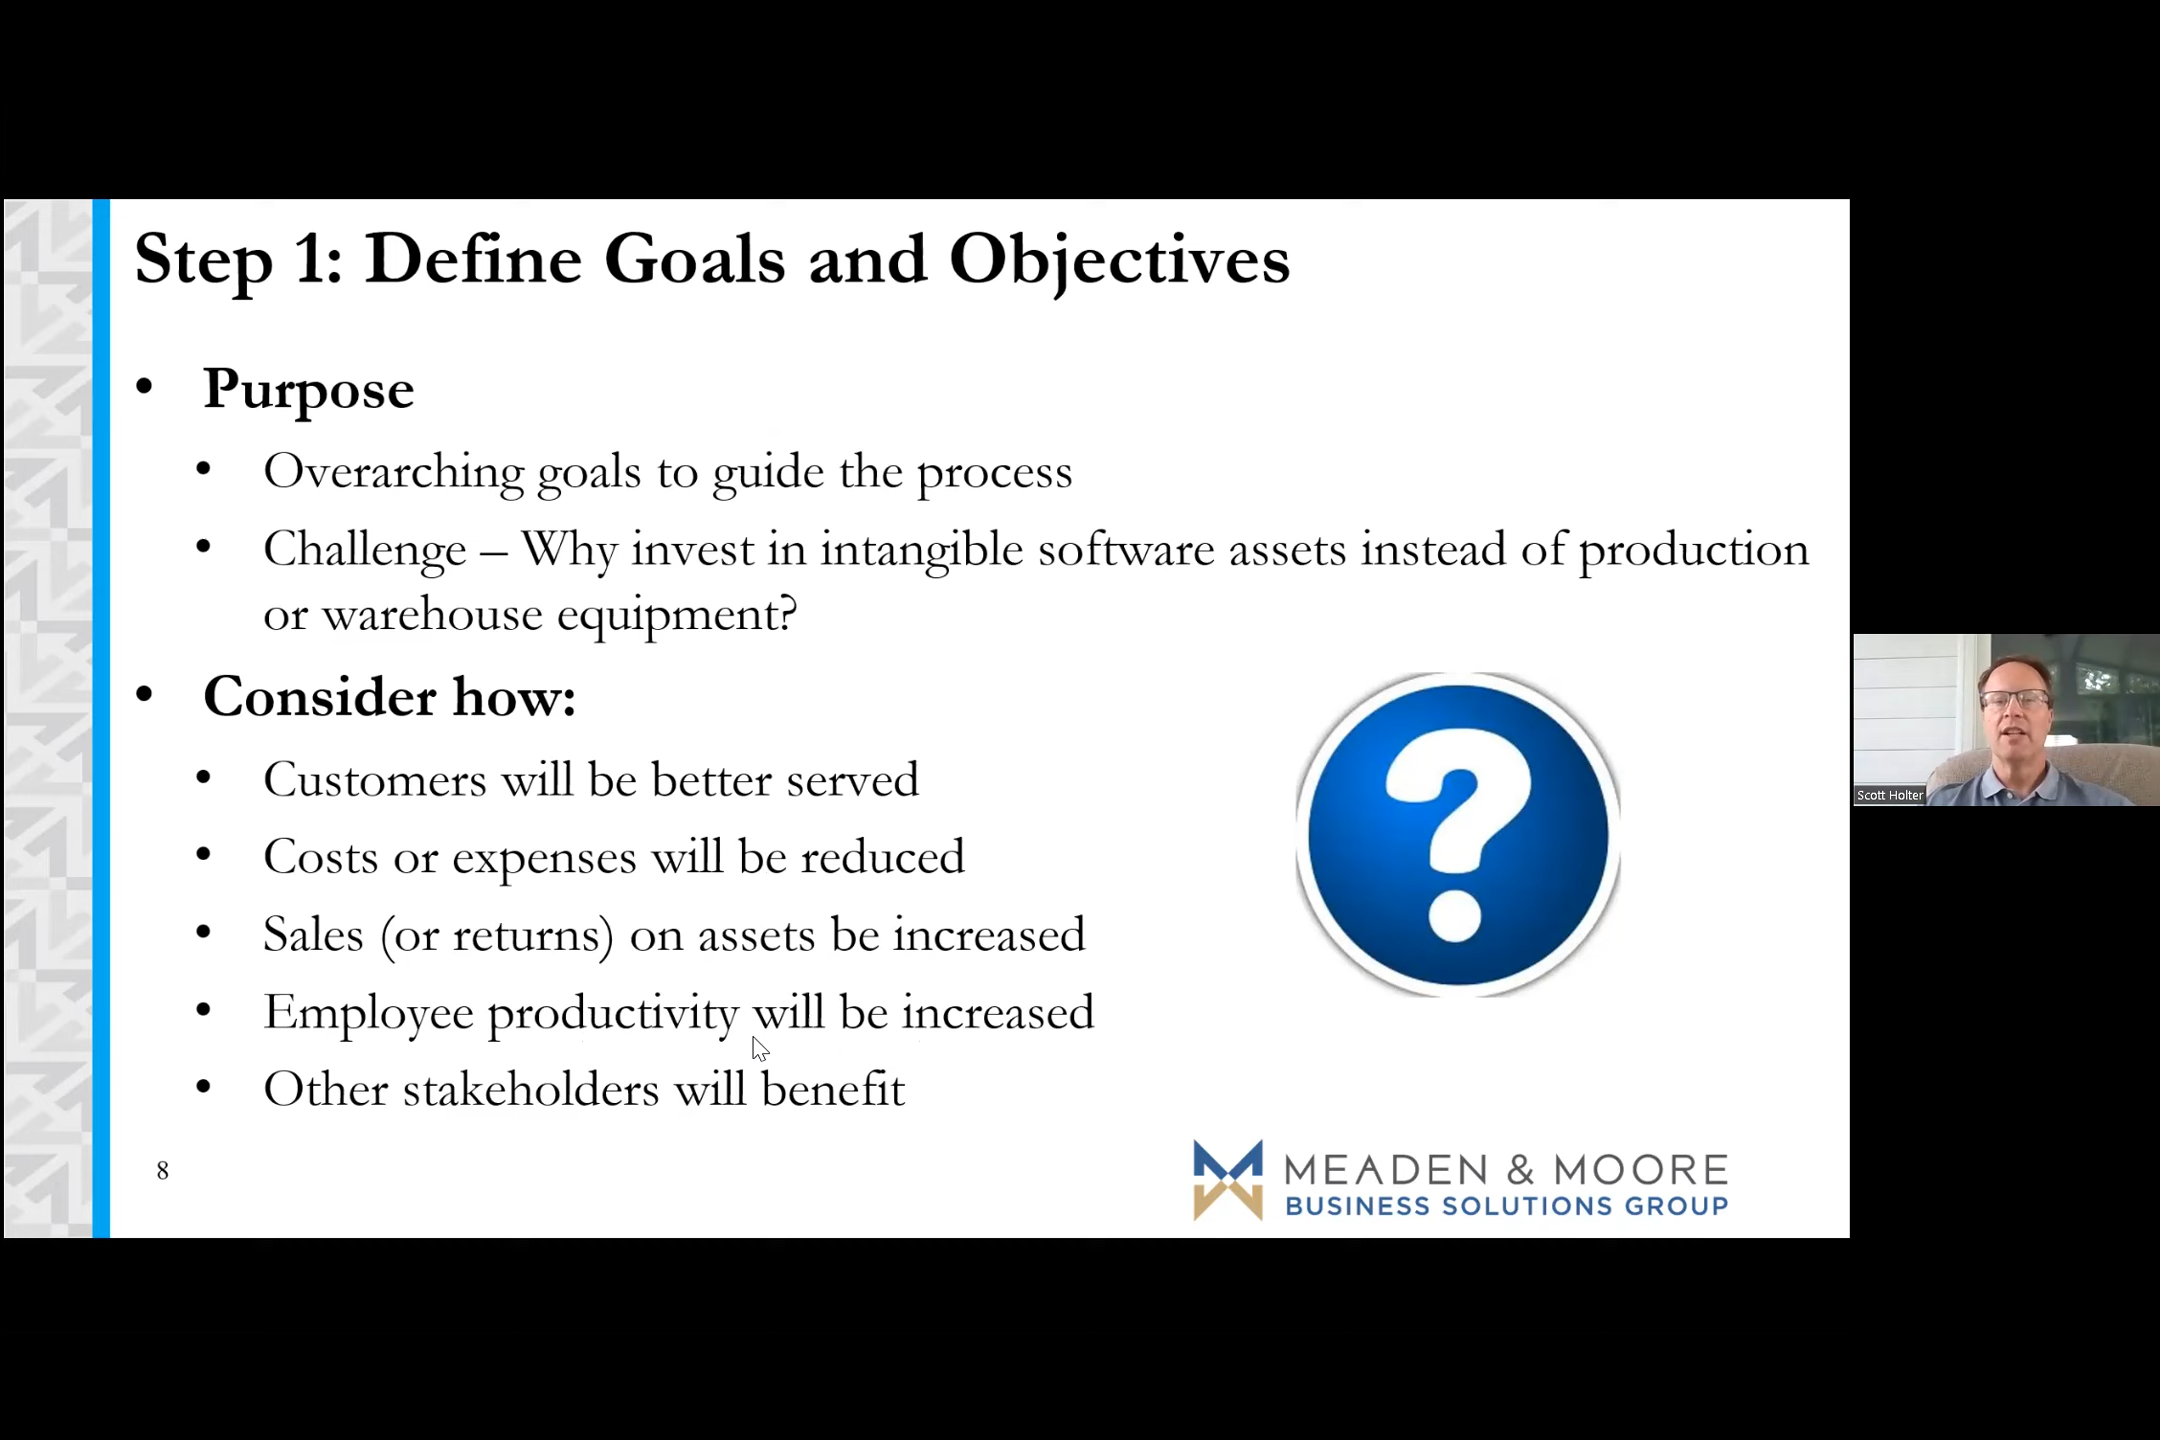 Step 1: Define Goals and Objectives
• Purpose
• Overarching goals to guide the process
• Challenge – Why invest in intangible software assets instead of production
or warehouse equipment?
• Consider how:
• Customers will be better served
• Costs or expenses will be reduced
• Sales (or returns) on assets be increased
• Employee productivity will be increased
• Other stakeholders will benefit
8
MEADEN & MOORE
BUSINESS SOLUTIONS GROUP
Scott Holter